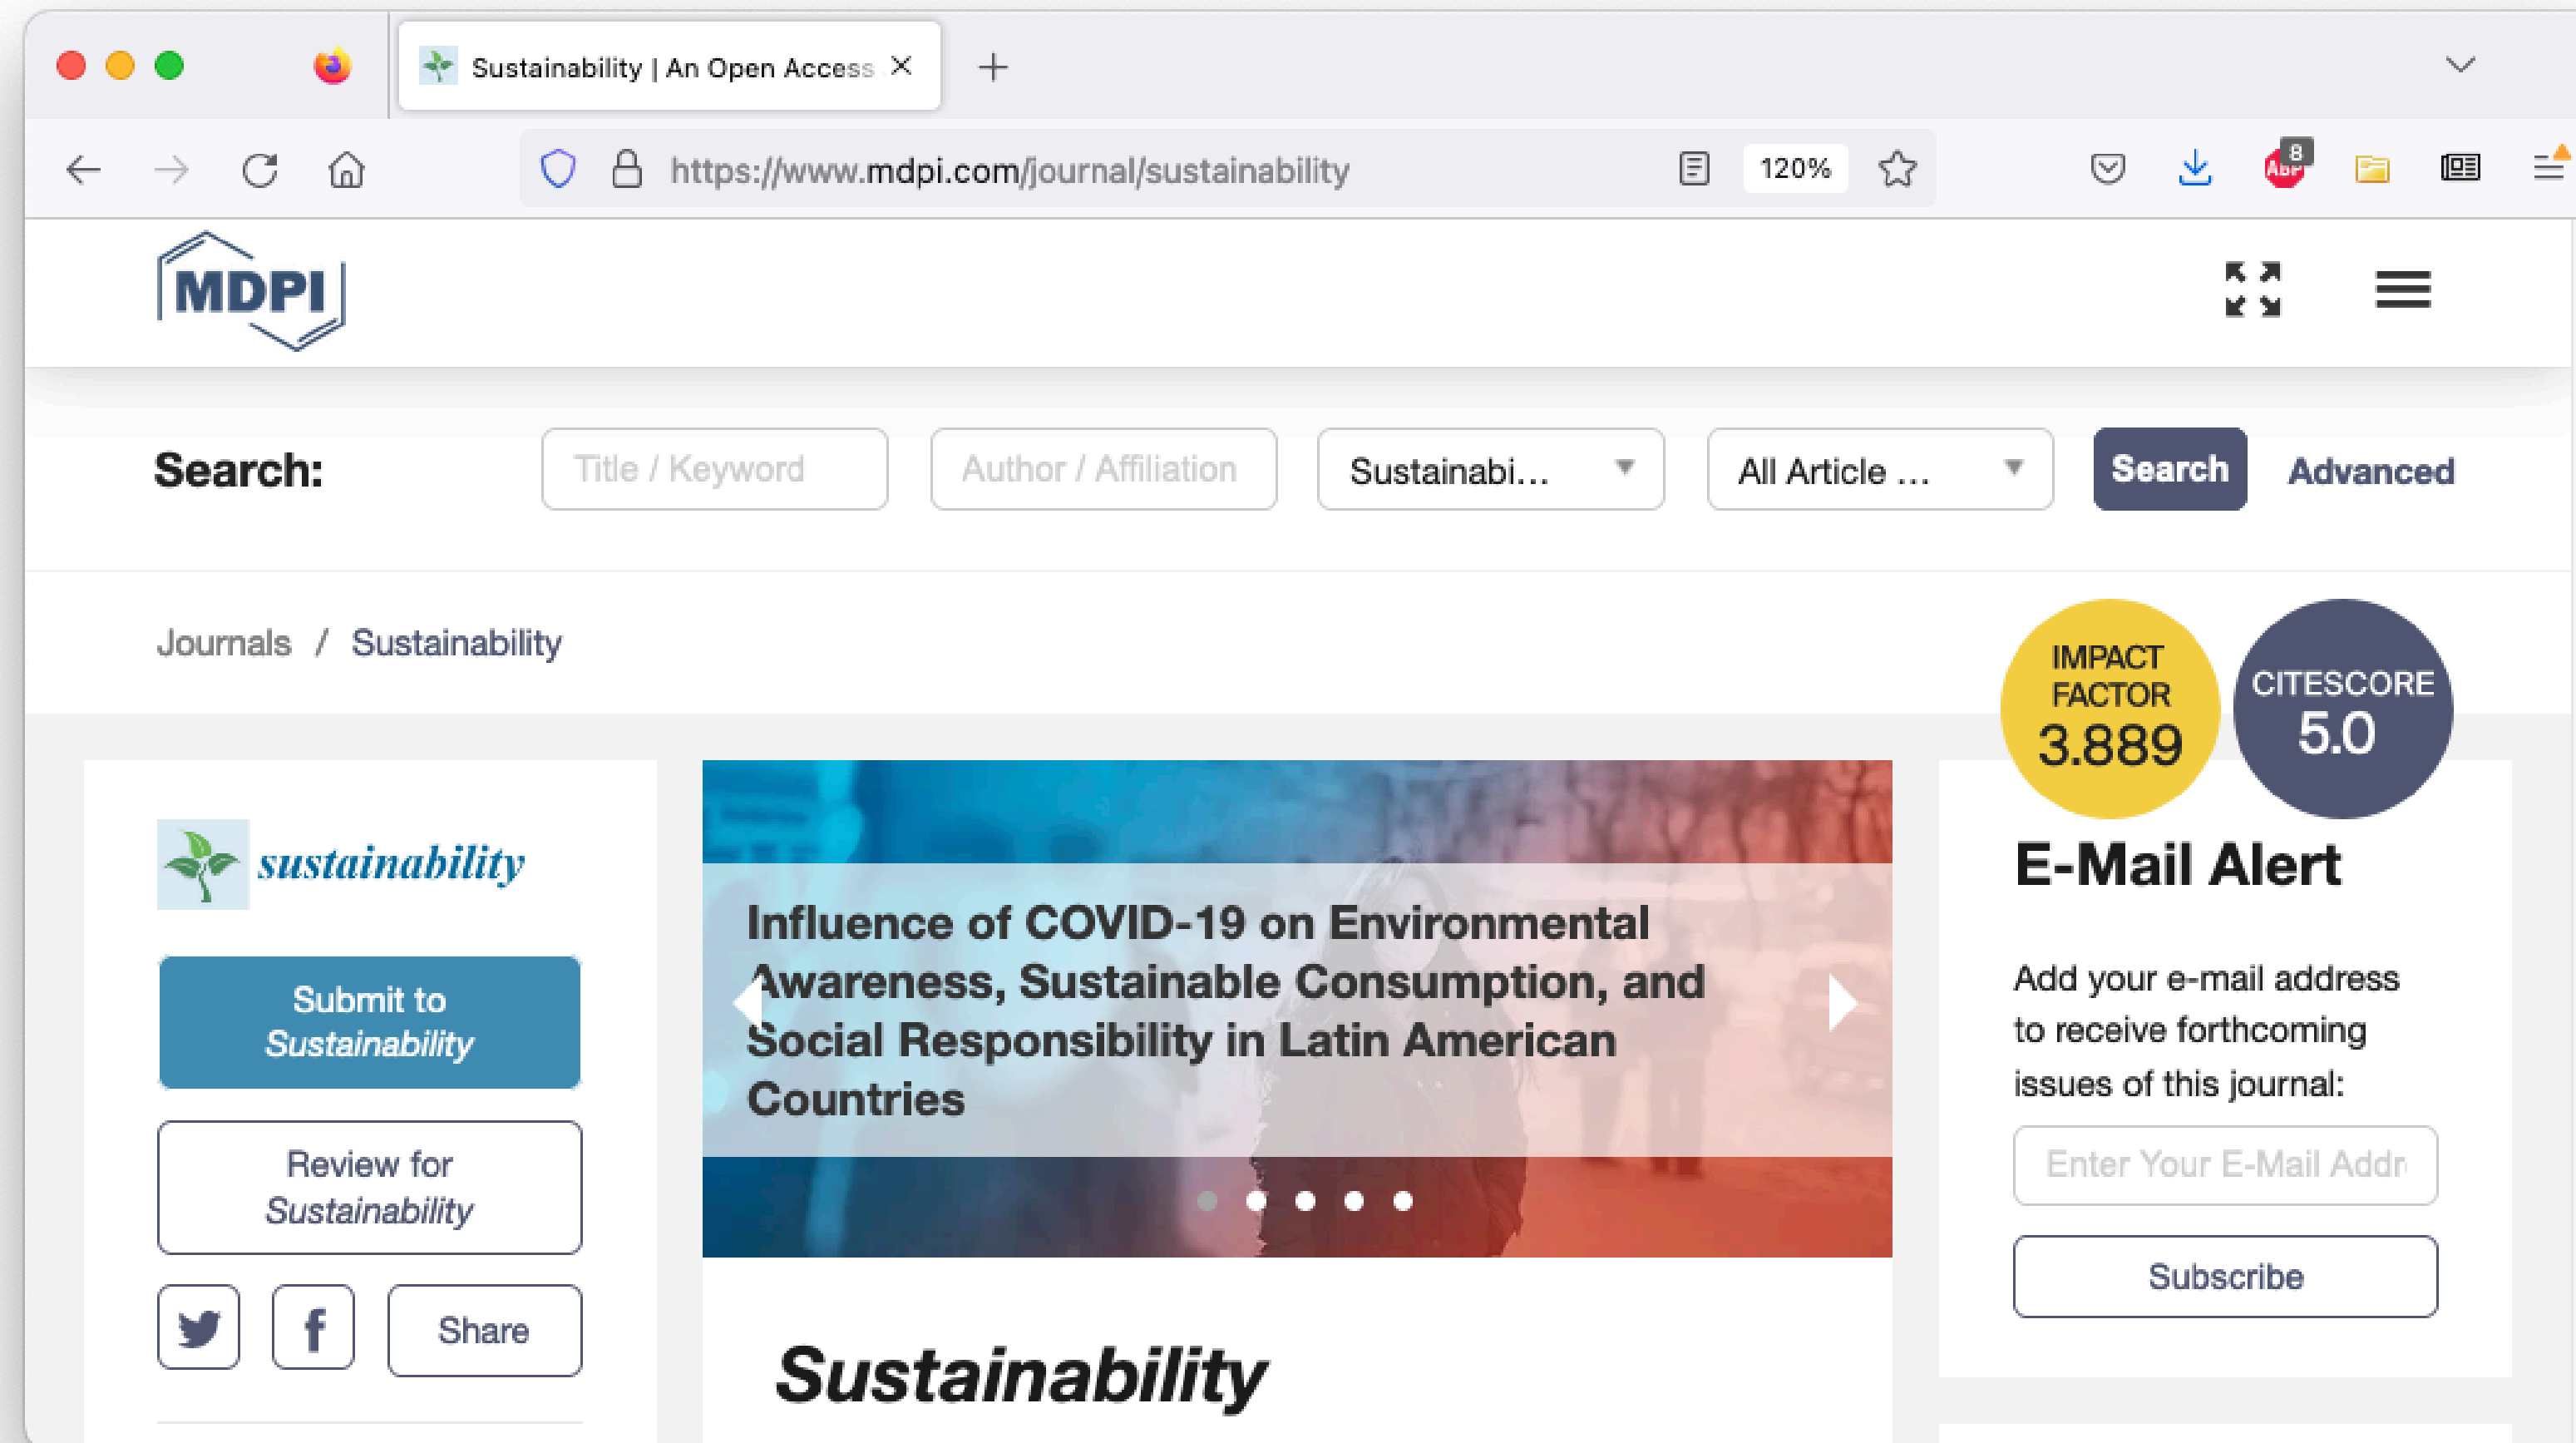 Sustainability | An Open Access
https://www.mdpi.com/journal/sustainability
120%
8
ABP
MDPI
Search:
Title / Keyword
Author / Affiliation
Sustainabi...
All Article ...
Search
Advanced
Journals / Sustainability
IMPACT
FACTOR
3.889
CITESCORE
5.0
sustainability
Submit to
Sustainability
Review for
Sustainability
Share
Influence of COVID-19 on Environmental
Awareness, Sustainable Consumption, and
Social Responsibility in Latin American
Countries
Sustainability
E-Mail Alert
Add your e-mail address
to receive forthcoming
issues of this journal:
Enter Your E-Mail Addr
Subscribe